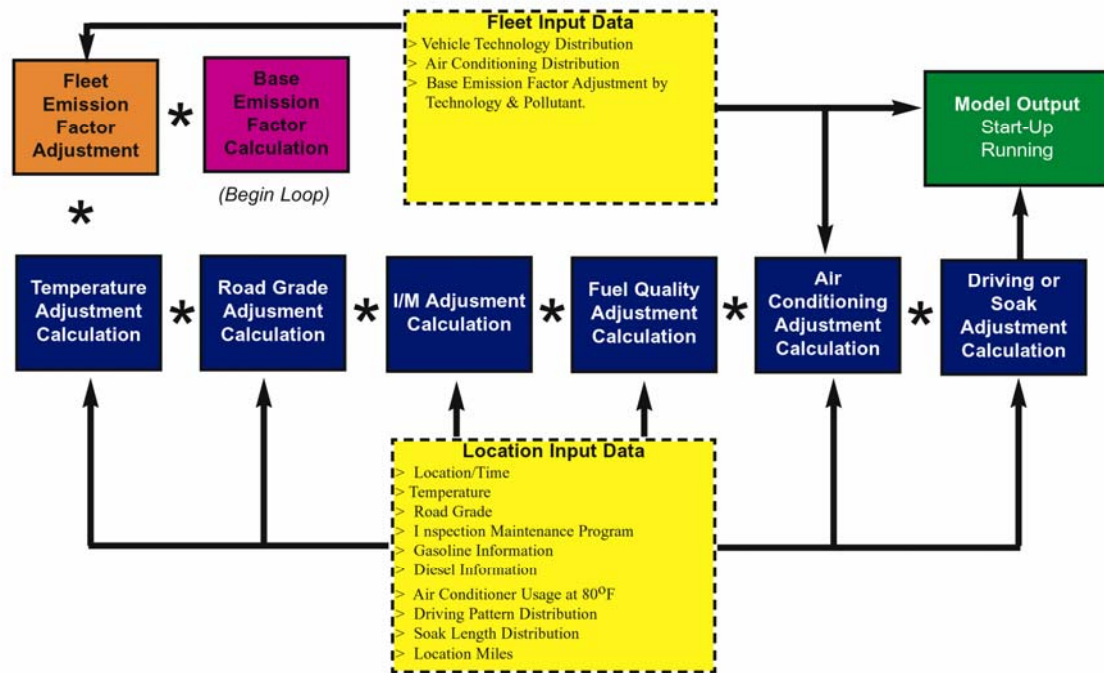 Fleet Input Data
> Vehicle Technology Distribution
> Air Conditioning Distribution
> Base Emission Factor Adjustment by
Technology & Pollutant.
Fleet
Emission
Factor
Adjustment
*
Base
Emission
Factor
Calculation
(Begin Loop)
Model Output
Start-Up
Running
*
Temperature
Adjustment
Calculation
*
Road Grade
Adjusment
Calculation
*
I/M Adjusment
Calculation
*
Fuel Quality
Adjustment
Calculation
*
Air
Conditioning
Adjustment
Calculation
*
Driving or
Soak
Adjustment
Calculation
Location Input Data
> Location/Time
> Temperature
> Road Grade
> I nspection Maintenance Program
> Gasoline Information
> Diesel Information
> Air Conditioner Usage at 80ºF
> Driving Pattern Distribution
> Soak Length Distribution
> Location Miles